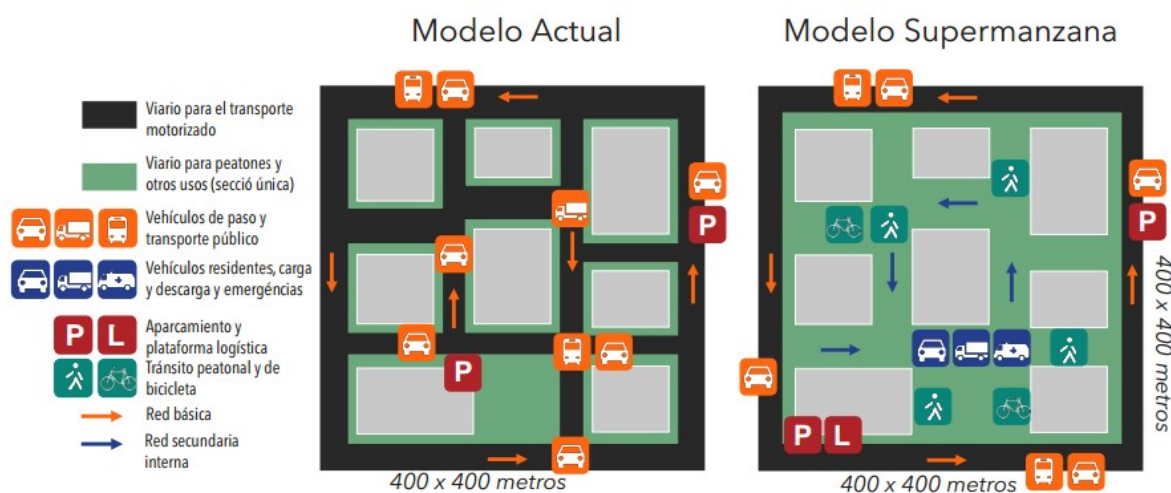 Modelo Actual
Modelo Supermanzana
Viario para el transporte
motorizado
Viario para peatones y
otros usos (secció única)
Vehículos de paso y
transporte público
Vehículos residentes, carga
y descarga y emergéncias
P L
Aparcamiento y
plataforma logística
Tránsito peatonal y de
bicicleta
Red básica
Red secundaria
interna
P
P
400 x 400 metros
P
P L
400 x 400 metros
400 x 400 metros